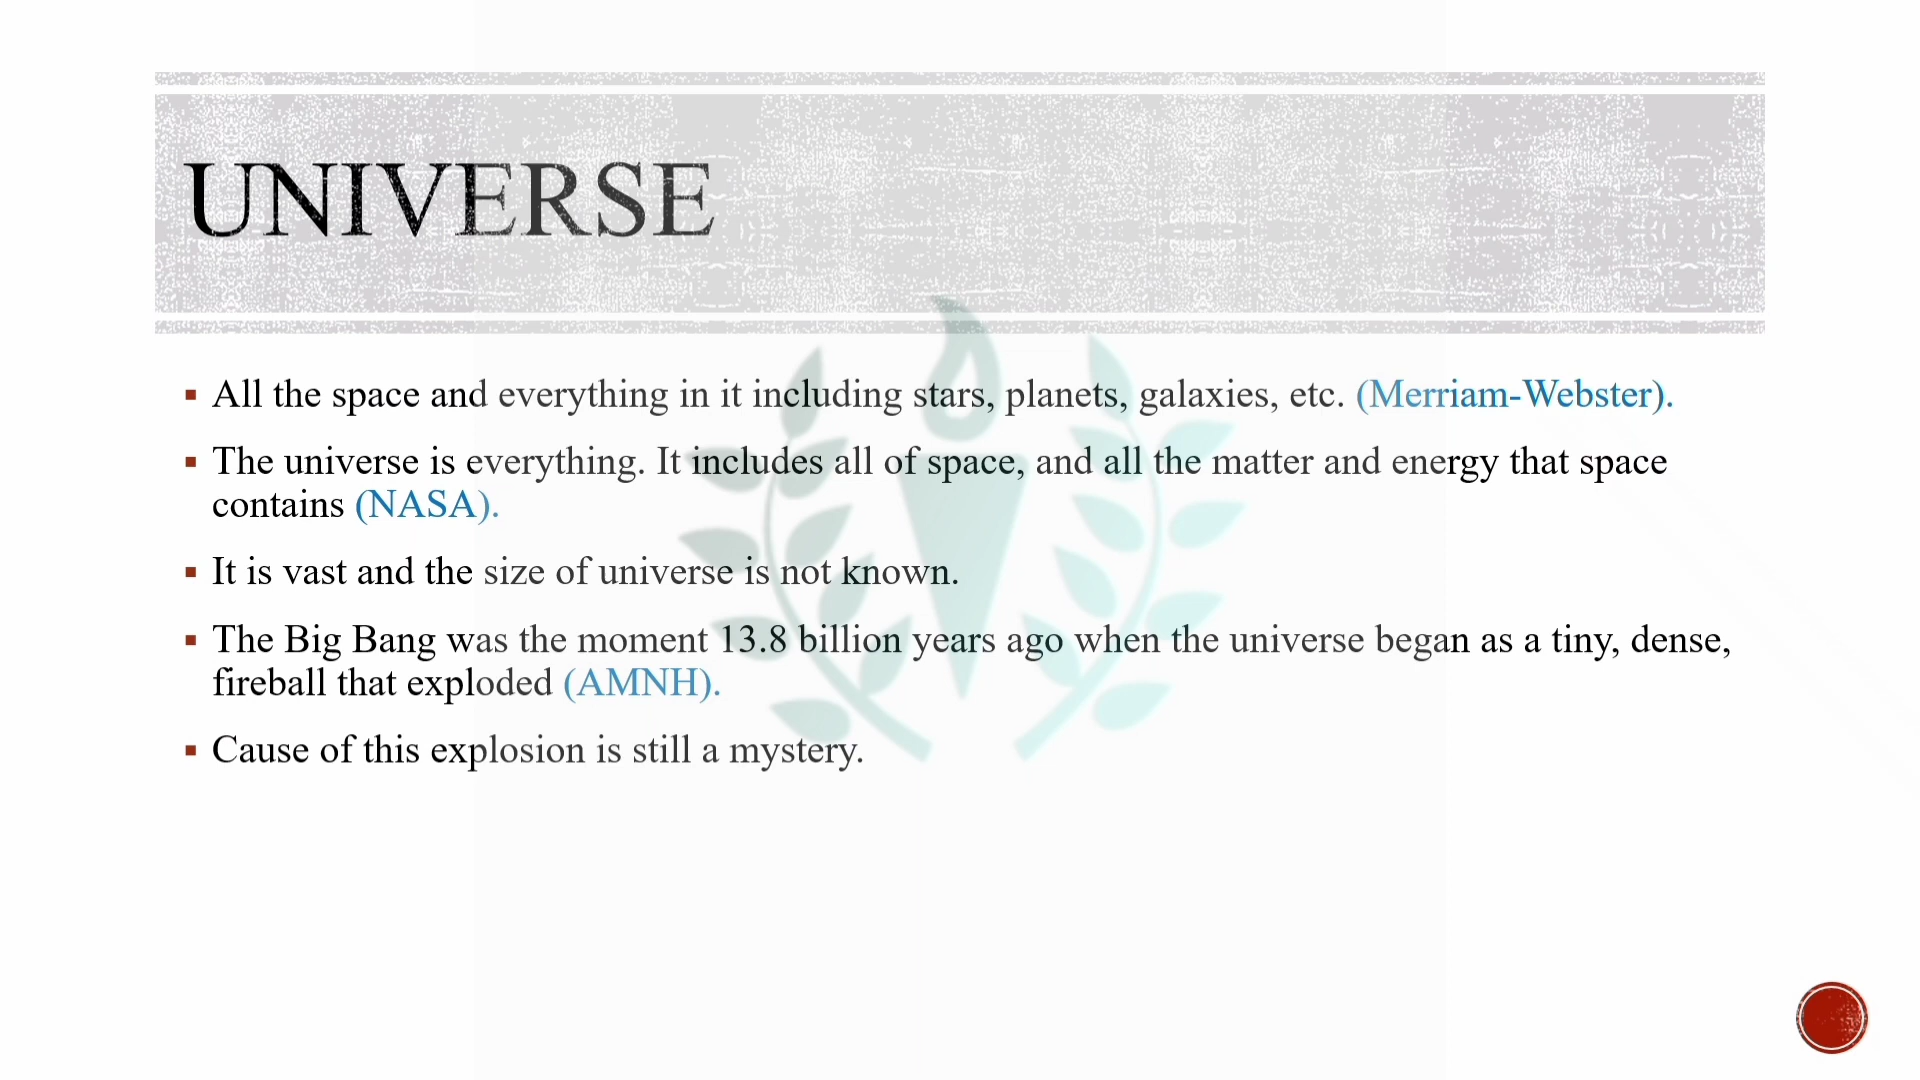 UNIVERSE
▪ All the space and everything in it including stars, planets, galaxies, etc. (Merriam-Webster).
▪ The universe is everything. It includes all of space, and all the matter and energy that space
contains (NASA).
▪ It is vast and the size of universe is not known.
▪ The Big Bang was the moment 13.8 billion years ago when the universe began as a tiny, dense,
fireball that exploded (AMNH).
▪ Cause of this explosion is still a mystery.